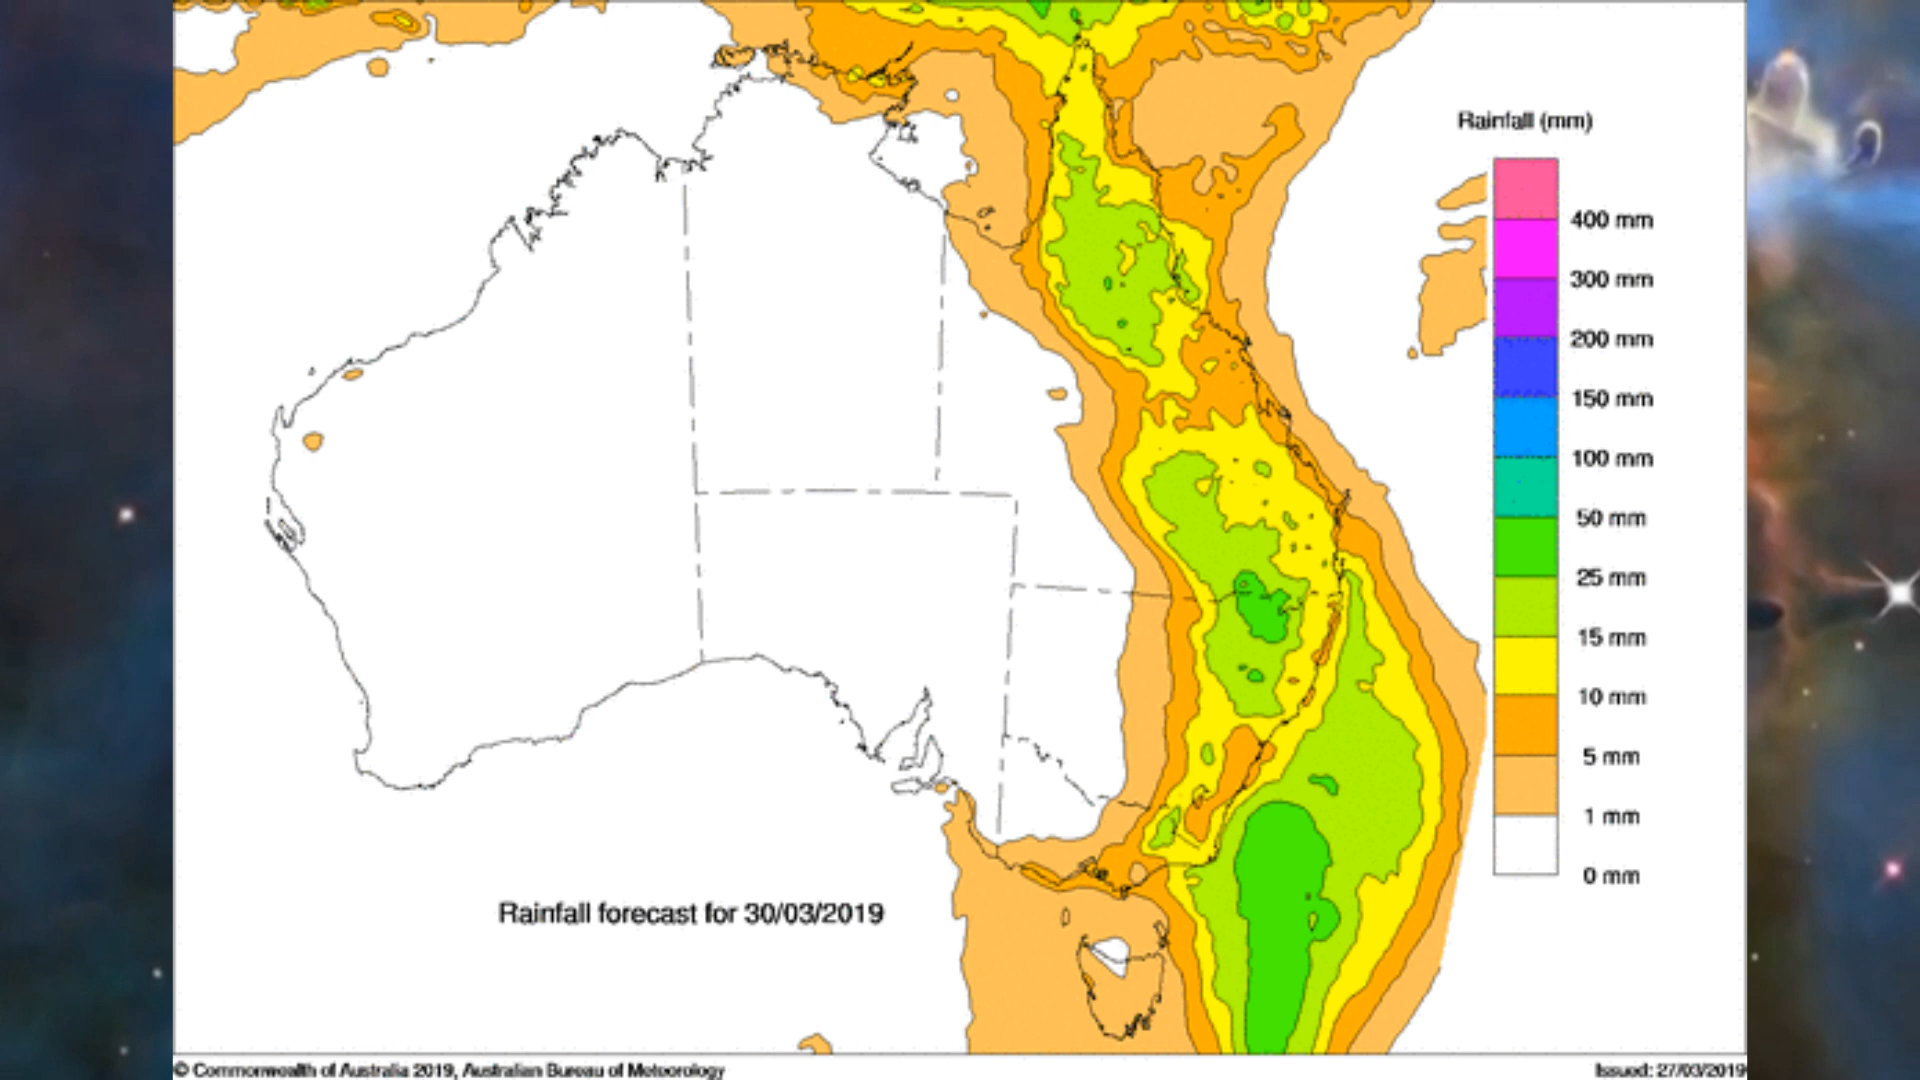 Rainfall (mm)
400 mm
300 mm
200 mm
150 mm
100 mm
50 mm
25 mm
15 mm
10 mm
5 mm
1 mm
0 mm
Rainfall forecast for 30/03/2019
© Commonwealth of Australia 2019, Australian Bureau of Meteorology
Issued: 27/03/2019